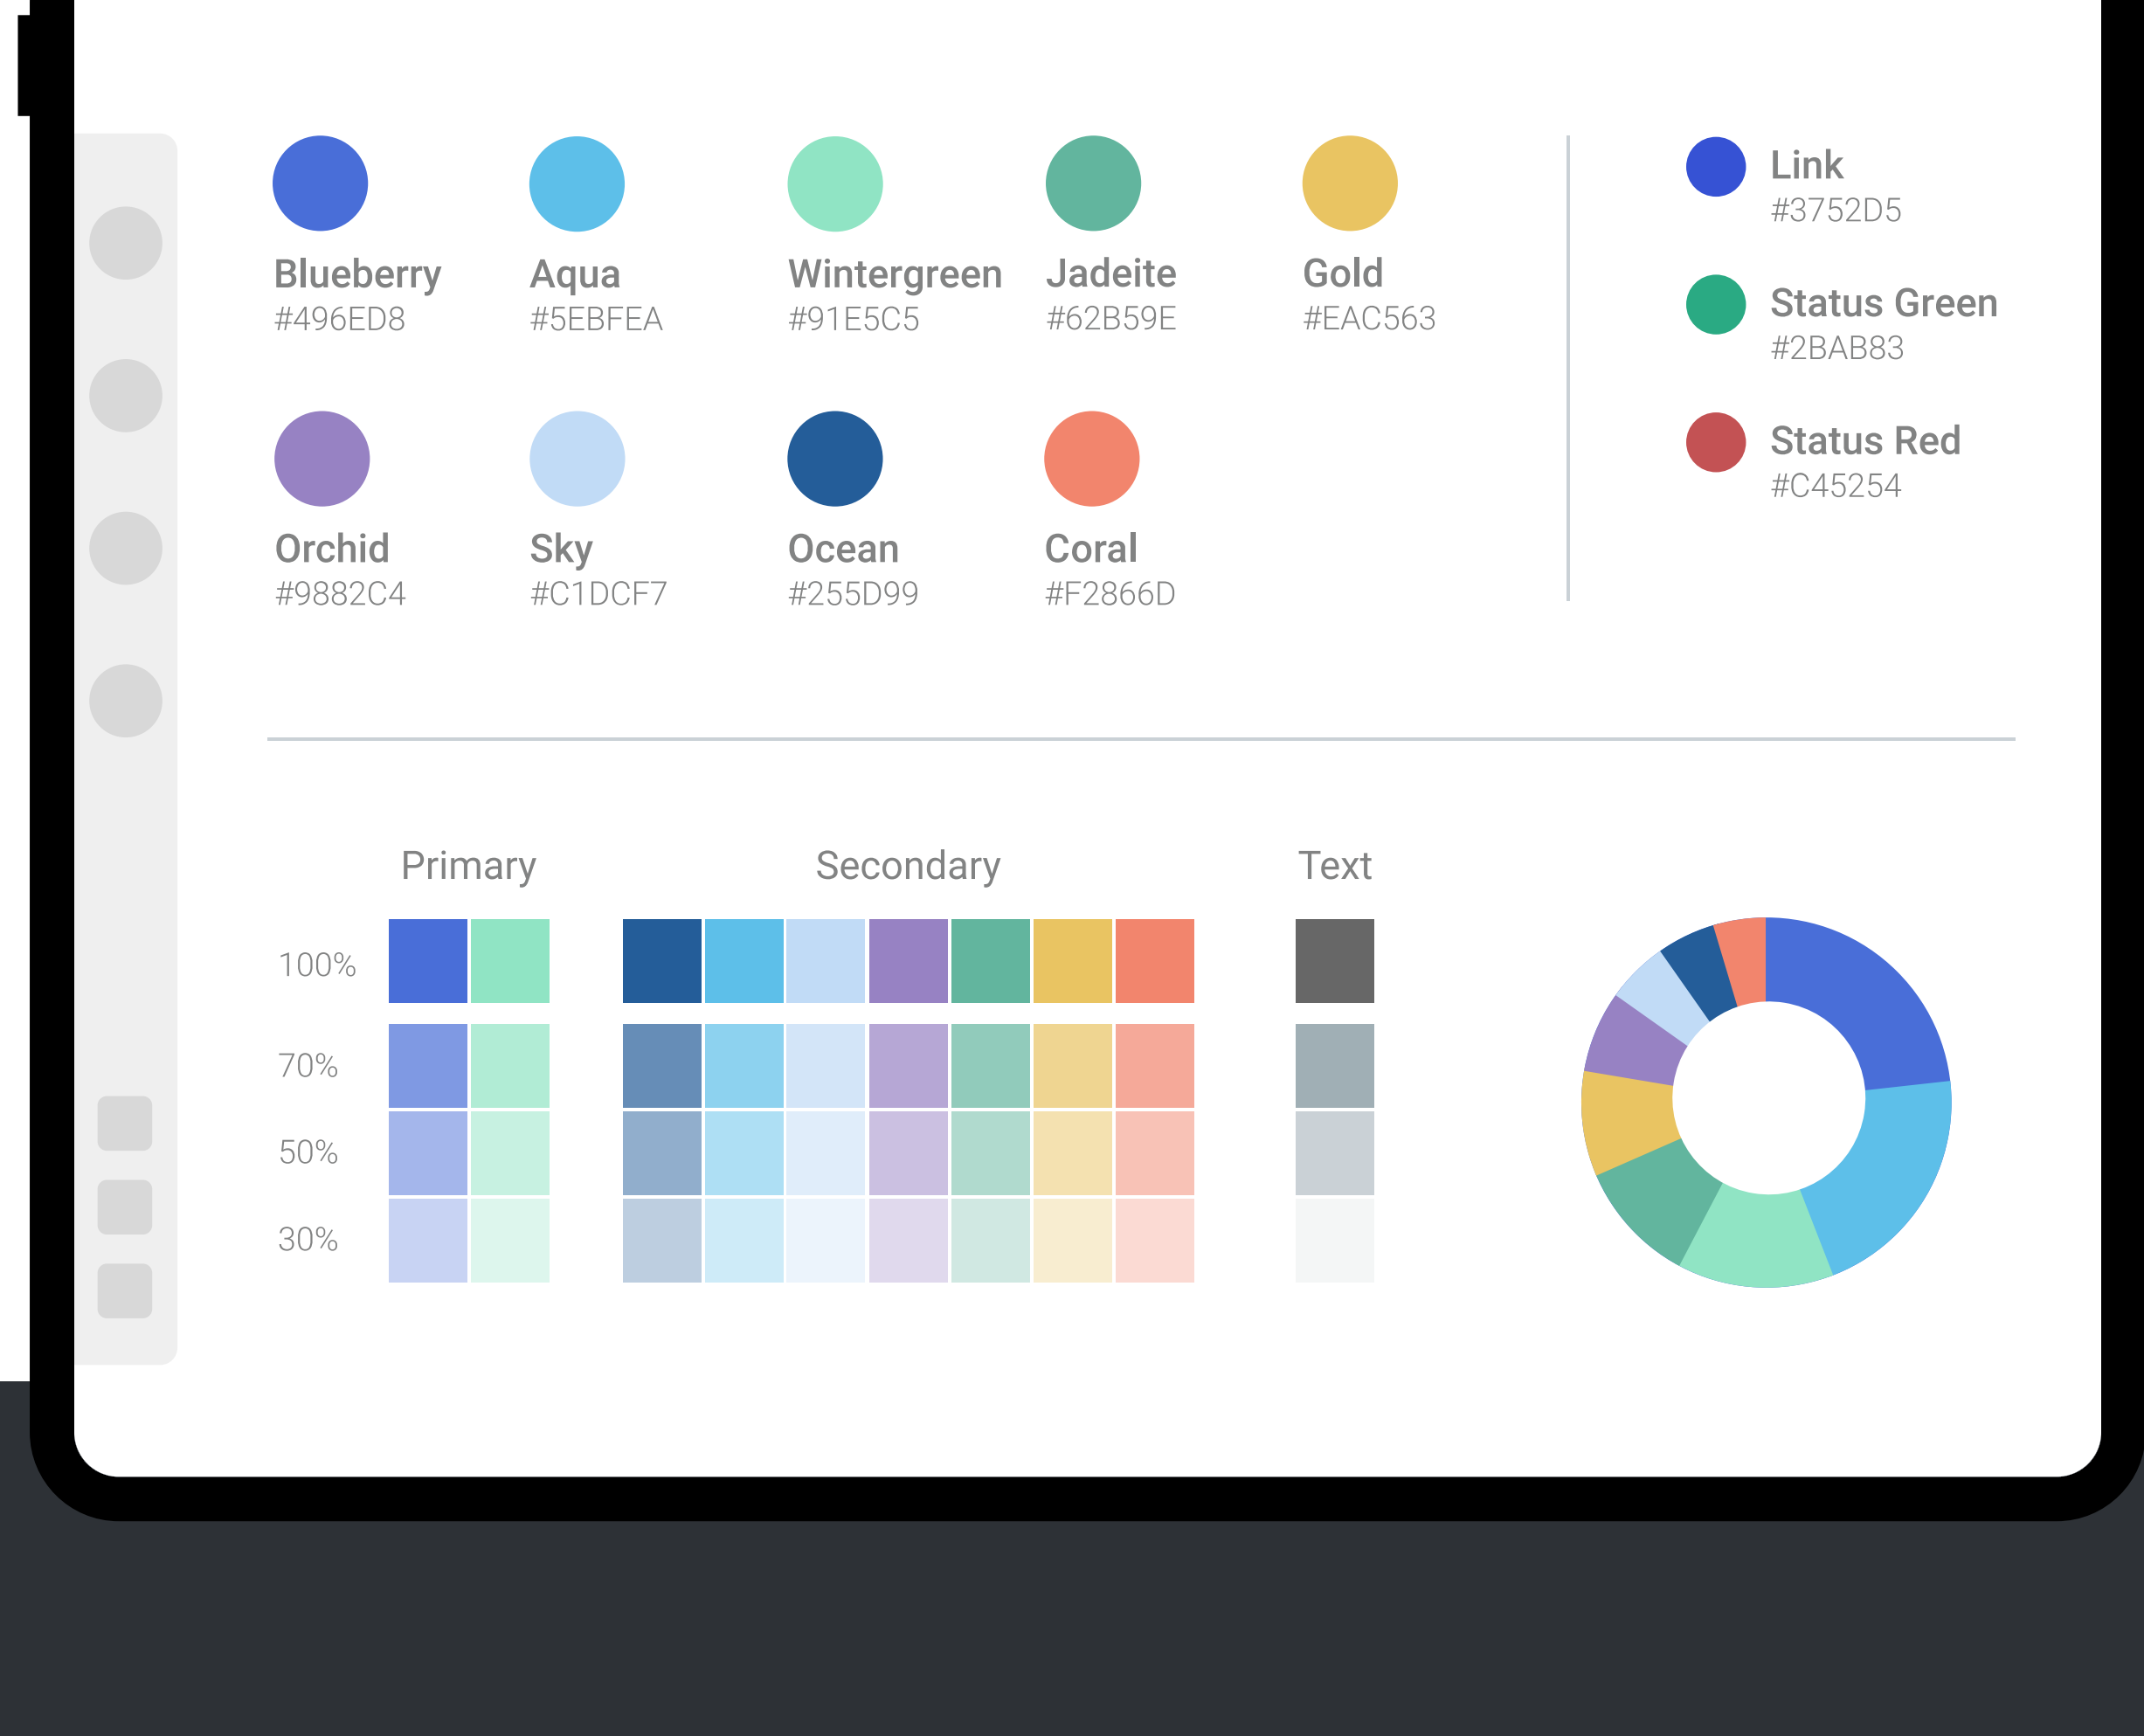 Blueberry
#496ED8
Aqua
#5EBFEA
Wintergreen
#91E5C5
Jadeite
#62B59E
Gold
#EAC563
Link
#3752D5
Status Green
#2BAB83
Status Red
#C45254
Orchid
#9882C4
Sky
#C1DCF7
Ocean
#255D99
Coral
#F2866D
Primary
Secondary
Text
100%
70%
50%
30%